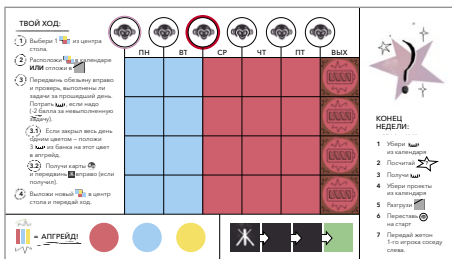 ТВОЙ ХОД:
1 Выбери 1 из центра
стола.
2 Расположи в календаре
ИЛИ отложи в
3 Передвинь обезьяну вправо
и проверь, выполнены ли
задачи за прошедший день.
Потрать, если надо
(-2 балла за невыполненную
задачу).
3.1) Если закрыл весь день
одним цветом – положи
3 из банка на этот цвет
в апгрейд.
3.2) Получи карты
и передвинь вправо (если
получил).
4 Выложи новый в центр
стола и передай ход.
ПН ВТ СР ЧТ ПТ ВЫХ
КОНЕЦ
НЕДЕЛИ:
1 Убери
из календаря
2 Посчитай
3 Получи
4 Убери проекты
из календаря
5 Разгрузи
6 Переставь
на старт
7 Передай жетон
1-го игрока соседу
слева.
= АПГРЕЙД!